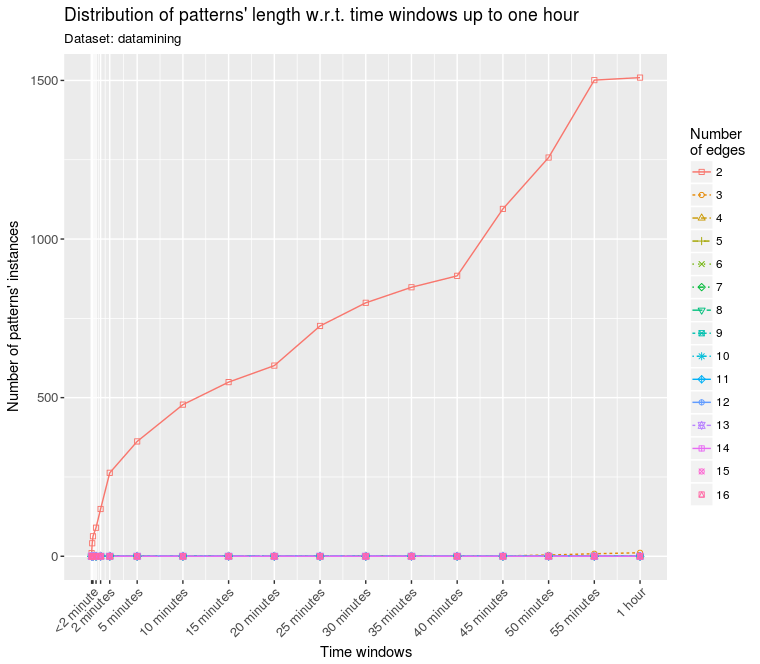 Distribution of patterns' length w.r.t. time windows up to one hour
Dataset: datamining
Number of patterns' instances
1500
1000
500
0
<2 minute
2 minutes
5 minutes
10 minutes
15 minutes
20 minutes
25 minutes
30 minutes
35 minutes
40 minutes
45 minutes
50 minutes
55 minutes
1 hour
Time windows
Number
of edges
2
3
4
5
6
7
8
9
10
11
12
13
14
15
16